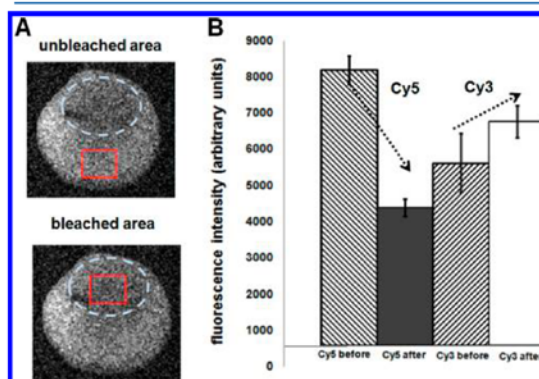 A
unbleached area
bleached area
B
fluorescence intensity (arbitrary units)
9000
8000
7000
6000
5000
4000
3000
2000
1000
0000
Cy5
Cy3
Cy5 before
Cy5 after
Cy3 before
Cy3 after